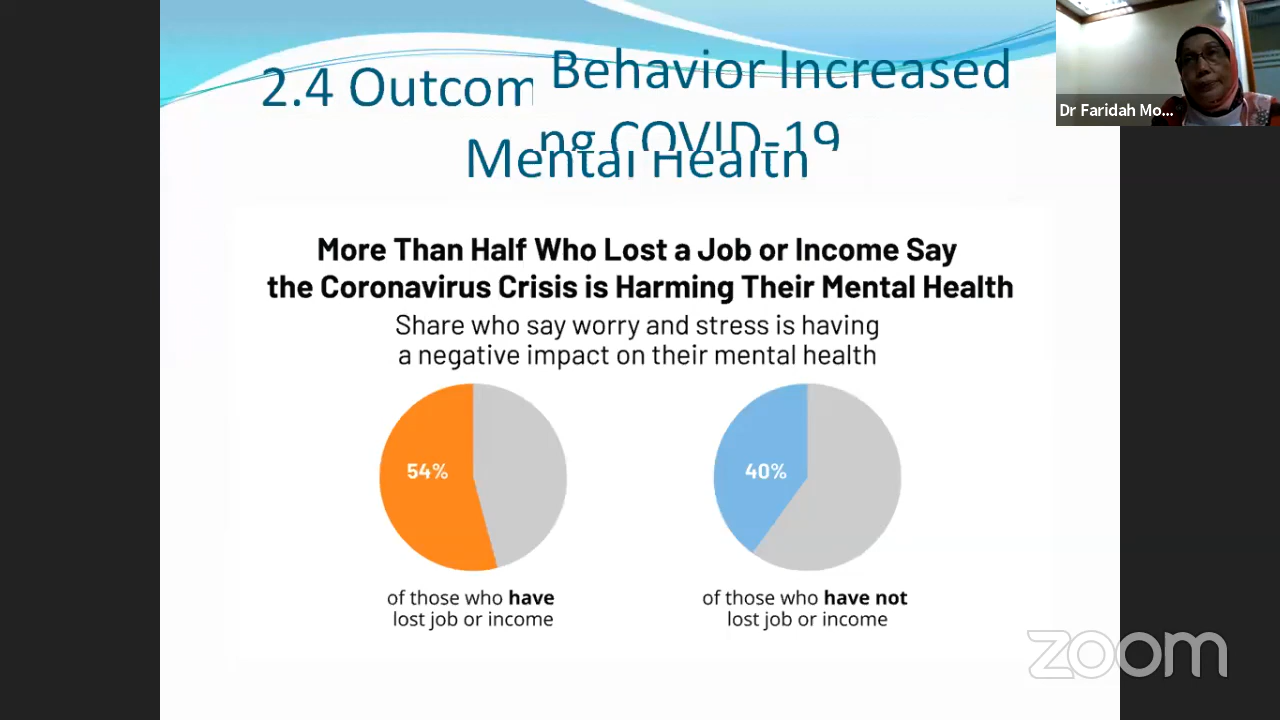 2.4 Outcom
Behavior Increased
ng COVID-19
Mental Health
Dr Faridah Mo...
More Than Half Who Lost a Job or Income Say
the Coronavirus Crisis is Harming Their Mental Health
Share who say worry and stress is having
a negative impact on their mental health
54%
40%
of those who have
lost job or income
of those who have not
lost job or income
zoom